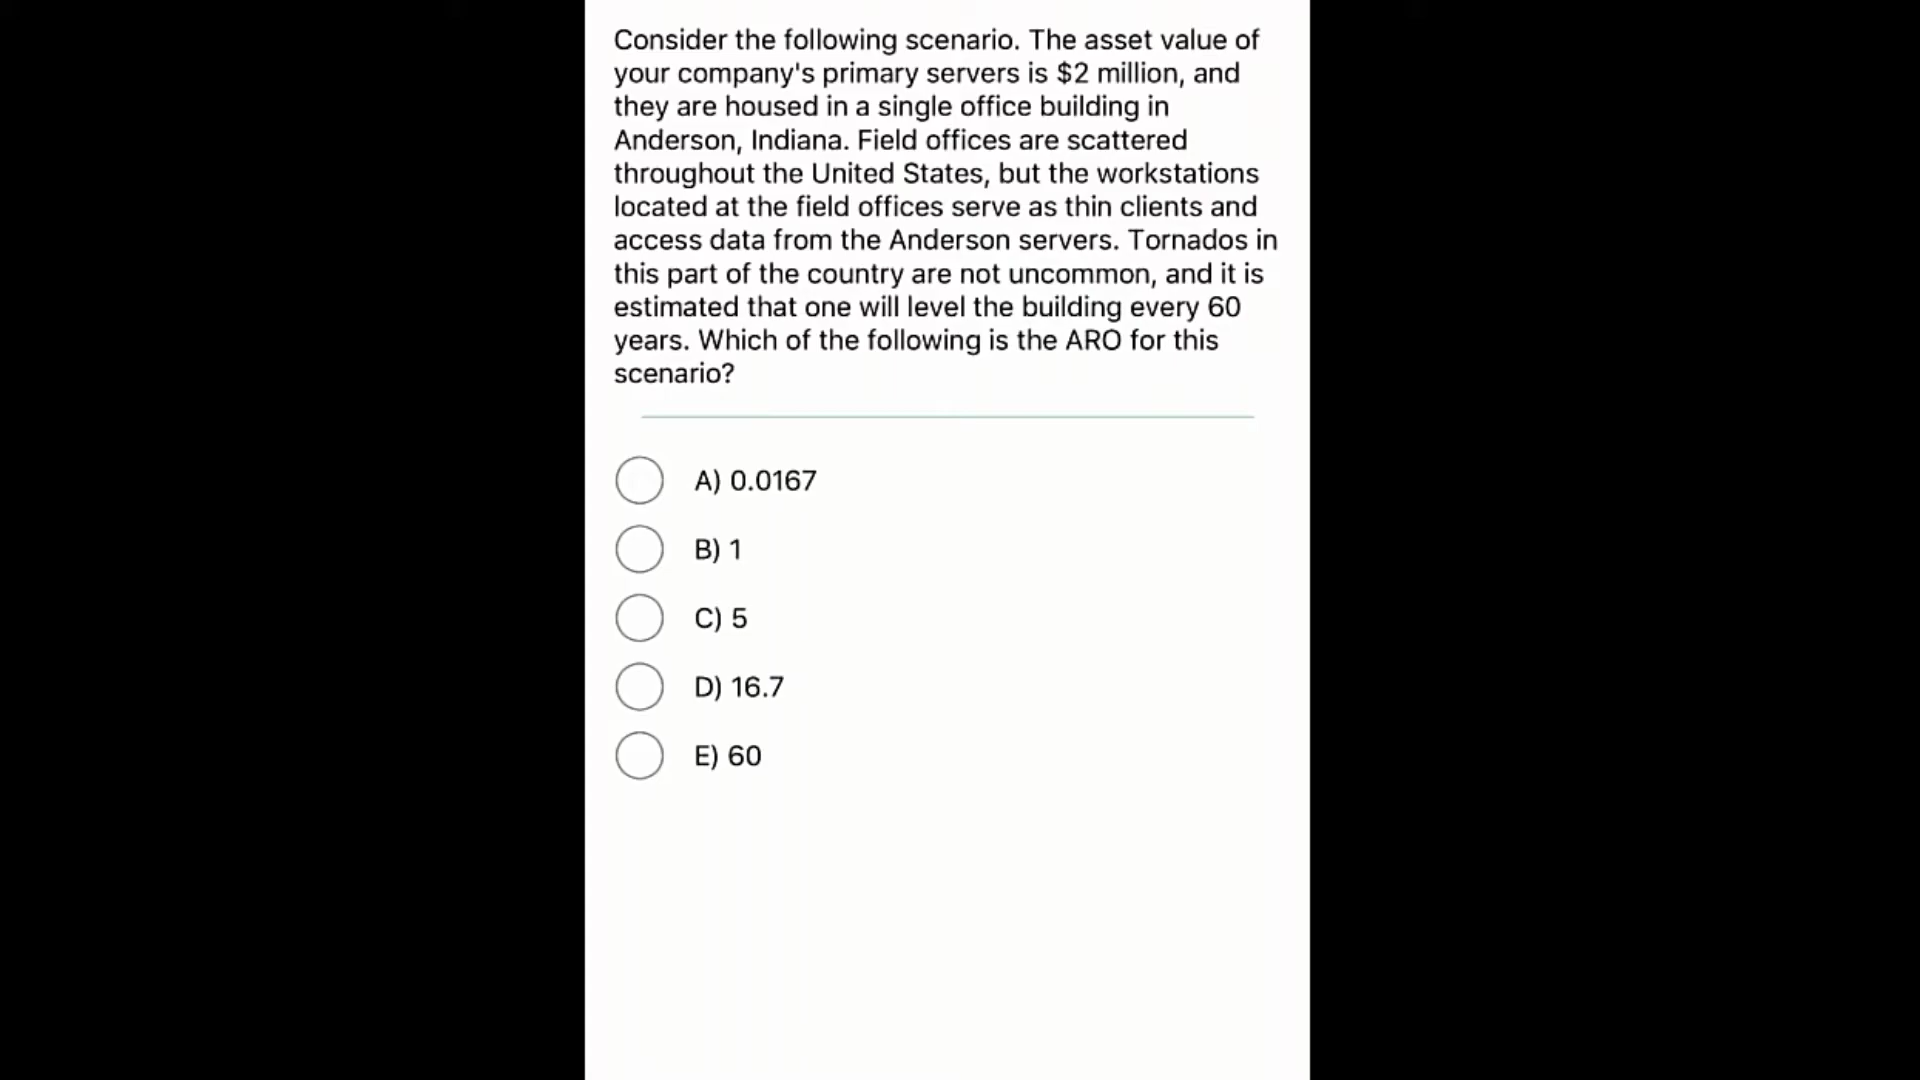 Consider the following scenario. The asset value of
your company's primary servers is $2 million, and
they are housed in a single office building in
Anderson, Indiana. Field offices are scattered
throughout the United States, but the workstations
located at the field offices serve as thin clients and
access data from the Anderson servers. Tornados in
this part of the country are not uncommon, and it is
estimated that one will level the building every 60
years. Which of the following is the ARO for this
scenario?
A) 0.0167
B) 1
C) 5
D) 16.7
E) 60